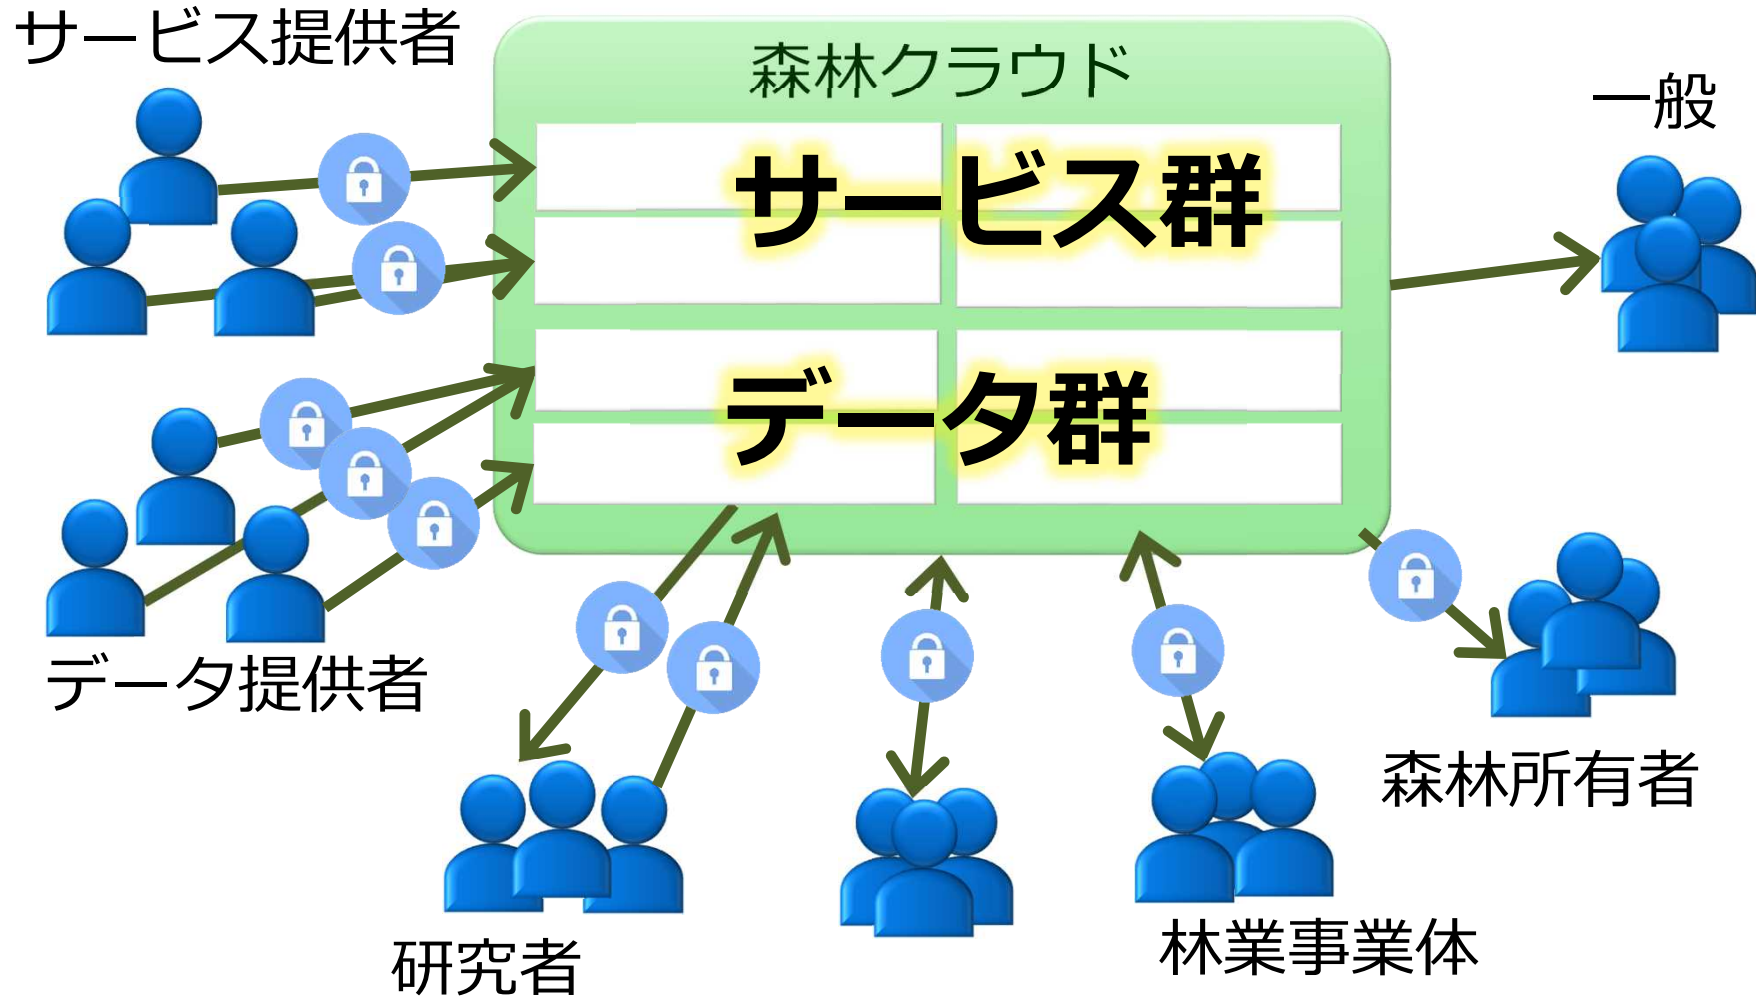 サービス提供者
森林クラウド
一般
サービス群
データ群
データ提供者
森林所有者
林業事業体
研究者